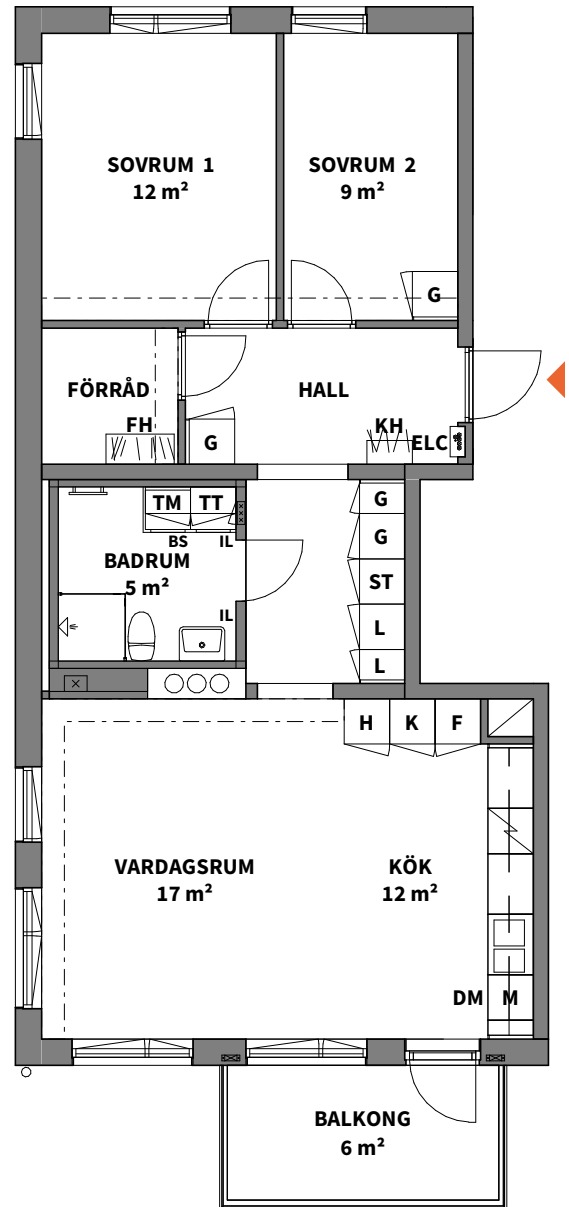 SOVRUM 1
12 m²
SOVRUM 2
9 m²
G
FÖRRÅD
HALL
FH
G
KH
ELC
TM
TT
G
BS
IL
G
BADRUM
5 m²
ST
IL
L
L
H
K
F
VARDAGSRUM
17 m²
KÖK
12 m²
DM
M
BALKONG
6 m²